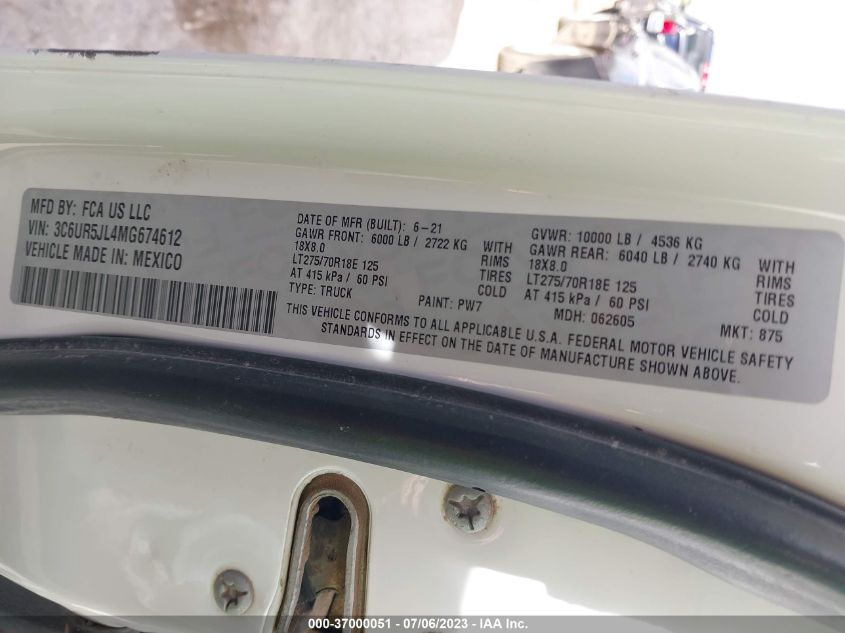 MFD BY: FCA US LLC
VIN: 3C6UR5JL4MG674612
VEHICLE MADE IN: MEXICO
DATE OF MFR (BUILT): 6-21
GAWR FRONT: 6000 LB / 2722 KG WITH
18X8.0 RIMS
LT275/70R18E 125 TIRES
AT 415 kPa / 60 PSI COLD
TYPE: TRUCK PAINT: PW7
GVWR: 10000 LB / 4536 KG
GAWR REAR: 6040 LB / 2740 KG WITH
18X8.0 RIMS
LT275/70R18E 125 TIRES
AT 415 kPa / 60 PSI COLD
MDH: 062605 MKT: 875
THIS VEHICLE CONFORMS TO ALL APPLICABLE U.S.A. FEDERAL MOTOR VEHICLE SAFETY
STANDARDS IN EFFECT ON THE DATE OF MANUFACTURE SHOWN ABOVE.
000-37000051 - 07/06/2023 - IAA Inc.